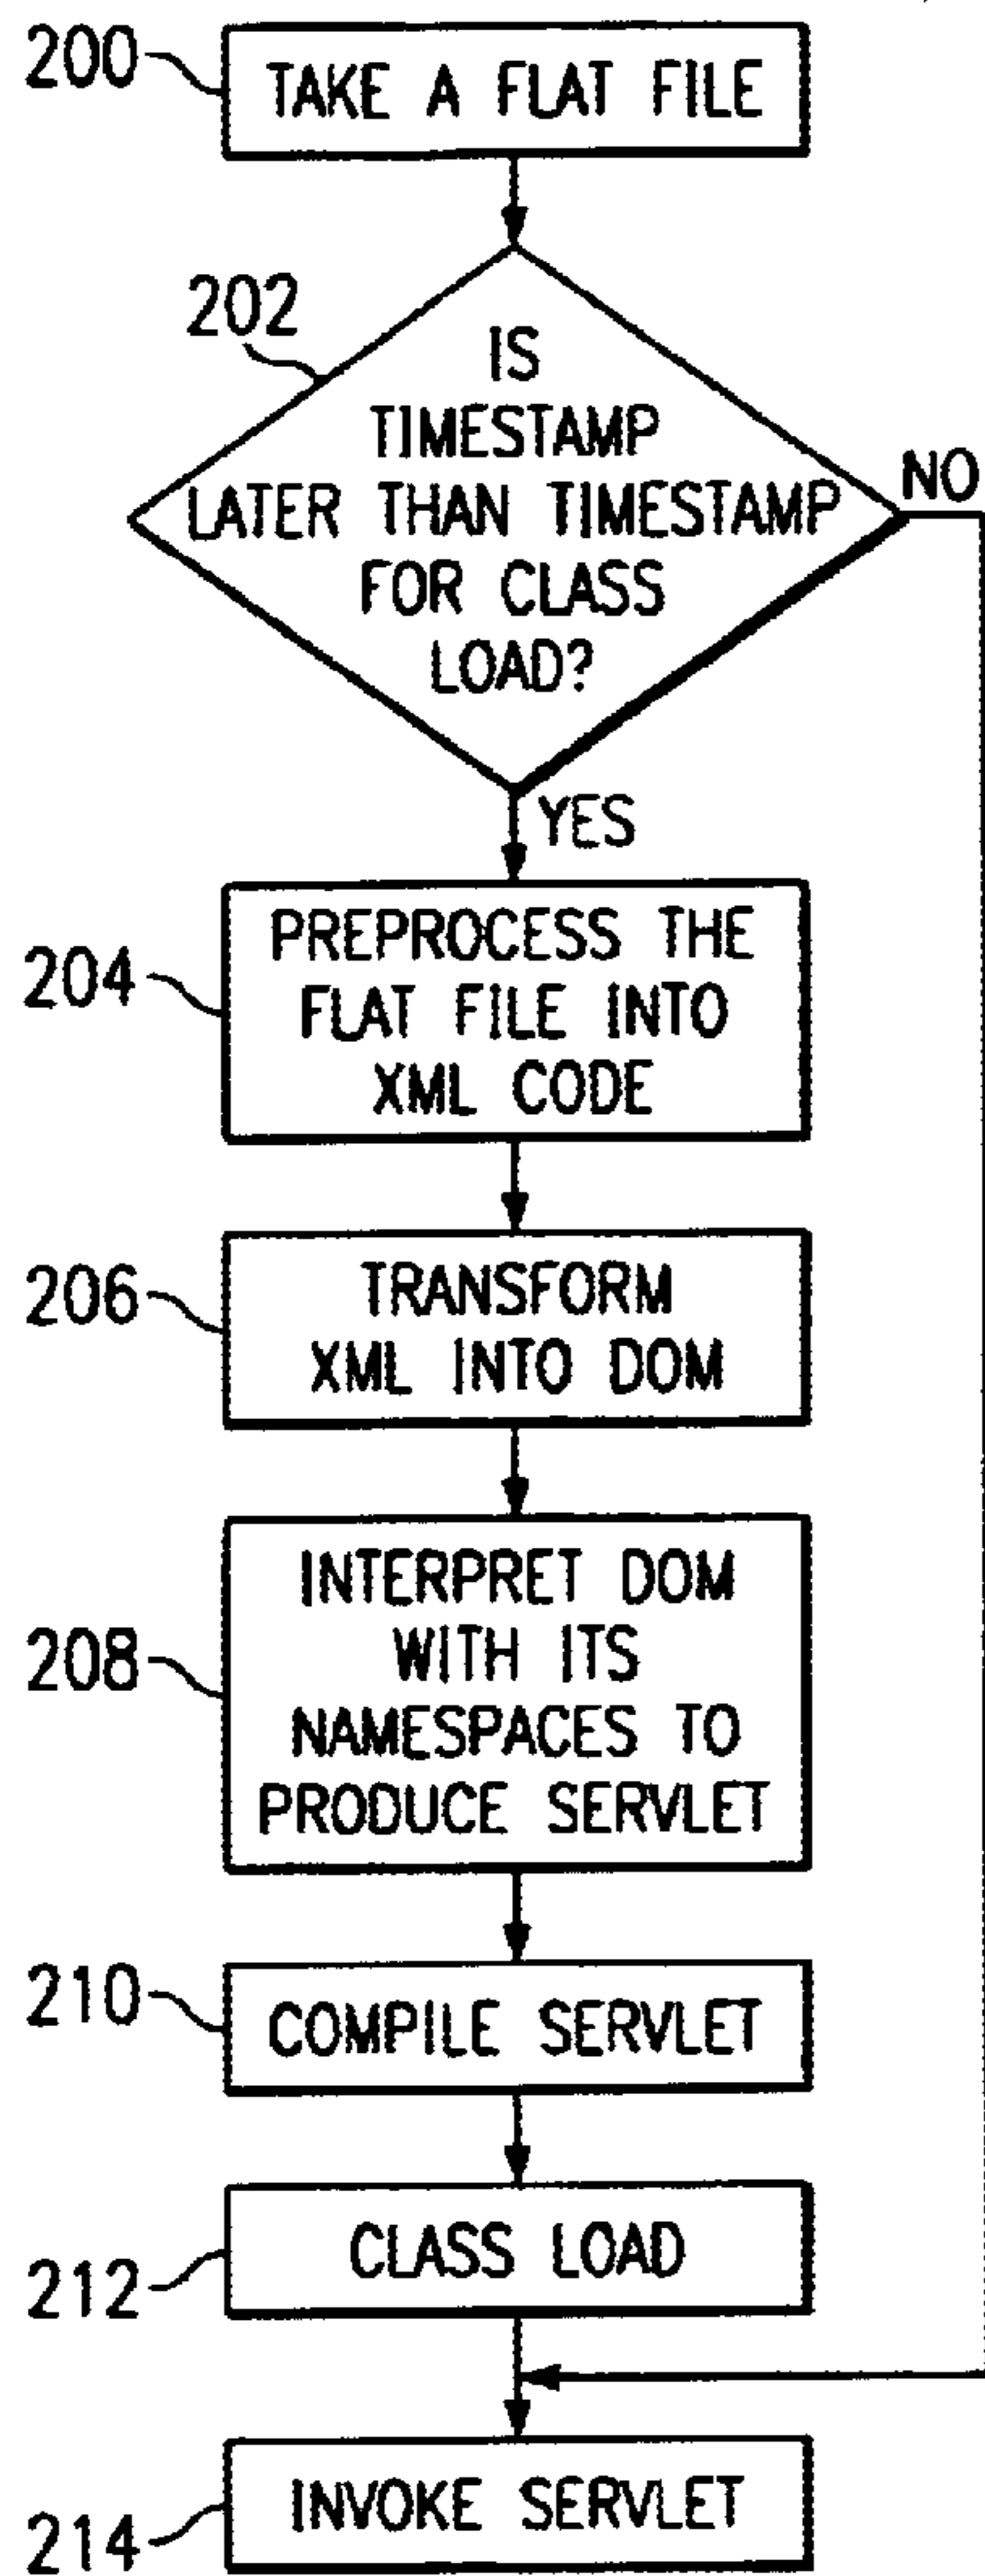 200
TAKE A FLAT FILE
202
IS
TIMESTAMP
LATER THAN TIMESTAMP
FOR CLASS
LOAD?
NO
YES
204
PREPROCESS THE
FLAT FILE INTO
XML CODE
206
TRANSFORM
XML INTO DOM
208
INTERPRET DOM
WITH ITS
NAMESPACES TO
PRODUCE SERVLET
210
COMPILE SERVLET
212
CLASS LOAD
214
INVOKE SERVLET